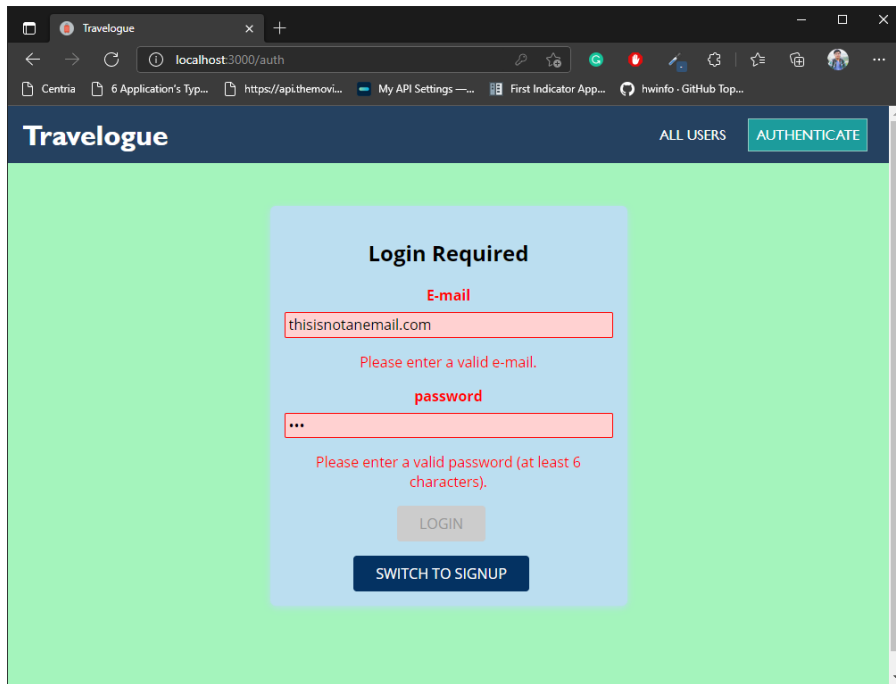 Travelogue
localhost:3000/auth
Centria 6 Application's Typ... https://api.themovi... My API Settings —... First Indicator App... hwinfo · GitHub Top...
Travelogue ALL USERS AUTHENTICATE
Login Required
E-mail
thisisnotanemail.com
Please enter a valid e-mail.
password
•••
Please enter a valid password (at least 6
characters).
LOGIN
SWITCH TO SIGNUP